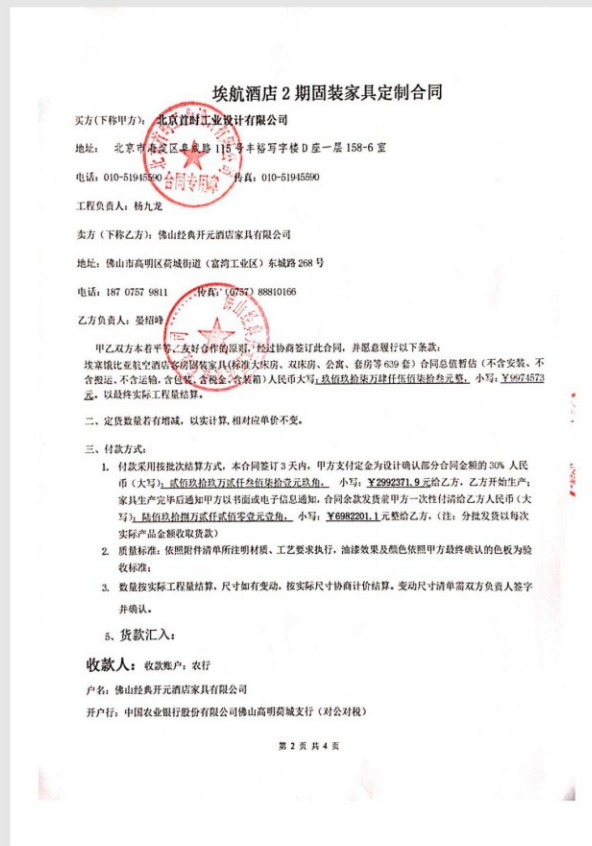 埃航酒店2期固装家具定制合同
买方(下称甲方): 北京首时工业设计有限公司
地址: 北京市海淀区阜成路115号丰裕写字楼D座一层158-6室
电话: 010-51945590 传真: 010-51945590
工程负责人: 杨九龙
卖方(下称乙方): 佛山经典开元酒店家具有限公司
地址: 佛山市高明区荷城街道(富湾工业区)东城路268号
电话: 187 0757 9811 传真: (0757) 88810166
乙方负责人: 晏绍峰
甲乙双方本着平等、友好合作的原则,经过协商签订此合同,并愿意履行以下条款:
埃塞俄比亚航空酒店客房固装家具(标准大床房、双床房、公寓、套房等639套)合同总值暂估(不含安装、不
含搬运、不含运输,含包装,含税金、含装箱)人民币大写:玖佰玖拾柒万肆仟伍佰柒拾叁元整, 小写: ¥9974573
元。以最终实际工程量结算。
二、定货数量若有增减,以实计算,相对应单价不变。
三、付款方式:
1. 付款采用按批次结算方式,本合同签订3天内,甲方支付定金为设计确认部分合同金额的30% 人民
币(大写):贰佰玖拾玖万贰仟叁佰柒拾壹元玖角, 小写: ¥2992371.9元给乙方,乙方开始生产;
家具生产完毕后通知甲方以书面或电子信息通知,合同余款发货前甲方一次性付清给乙方人民币(大
写):陆佰玖拾捌万贰仟贰佰零壹元壹角, 小写: ¥6982201.1元整给乙方,(注: 分批发货以每次
实际产品金额收取货款)
2. 质量标准: 依照附件清单所注明材质、工艺要求执行,油漆效果及颜色依照甲方最终确认的色板为验
收标准;
3. 数量按实际工程量结算,尺寸如有变动,按实际尺寸协商计价结算。变动尺寸清单需双方负责人签字
并确认。
5、货款汇入:
收款人: 收款账户: 农行
户名: 佛山经典开元酒店家具有限公司
开户行: 中国农业银行股份有限公司佛山高明荷城支行(对公对税)
第 2 页 共 4 页
合同专用章